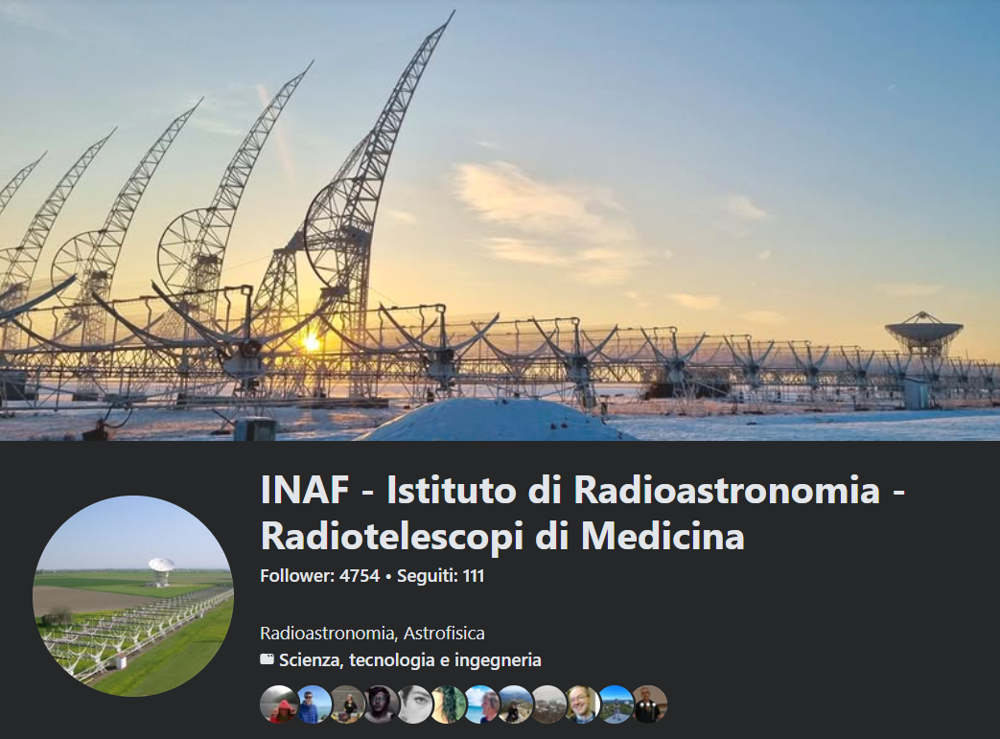 INAF - Istituto di Radioastronomia -
Radiotelescopi di Medicina
Follower: 4754 • Seguiti: 111
Radioastronomia, Astrofisica
Scienza, tecnologia e ingegneria